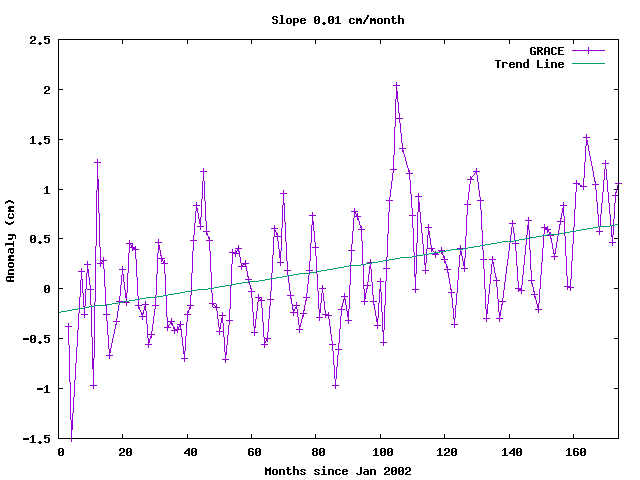 Slope 0.01 cm/month
GRACE
Trend Line
Anomaly (cm)
2.5
2
1.5
1
0.5
0
-0.5
-1
-1.5
0 20 40 60 80 100 120 140 160
Months since Jan 2002